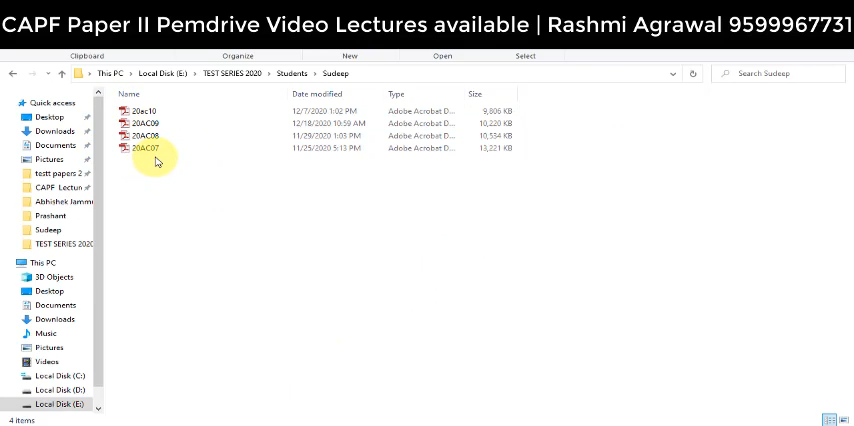 CAPF Paper II Pemdrive Video Lectures available | Rashmi Agrawal 9599967731
Clipboard Organize New Open Select
This PC Local Disk (E:) TEST SERIES 2020 Students Sudeep Search Sudeep
Name Date modified Type Size
20ac10 12/7/2020 1:02 PM Adobe Acrobat D... 9,806 KB
20AC09 12/18/2020 10:59 AM Adobe Acrobat D... 10,220 KB
20AC08 11/29/2020 1:03 PM Adobe Acrobat D... 10,534 KB
20AC07 11/25/2020 5:13 PM Adobe Acrobat D... 13,221 KB
Quick access
Desktop
Downloads
Documents
Pictures
testt papers 2
CAPF Lectun
Abhishek Jammu
Prashant
Sudeep
TEST SERIES 2020
This PC
3D Objects
Desktop
Documents
Downloads
Music
Pictures
Videos
Local Disk (C:)
Local Disk (D:)
Local Disk (E:)
4 items